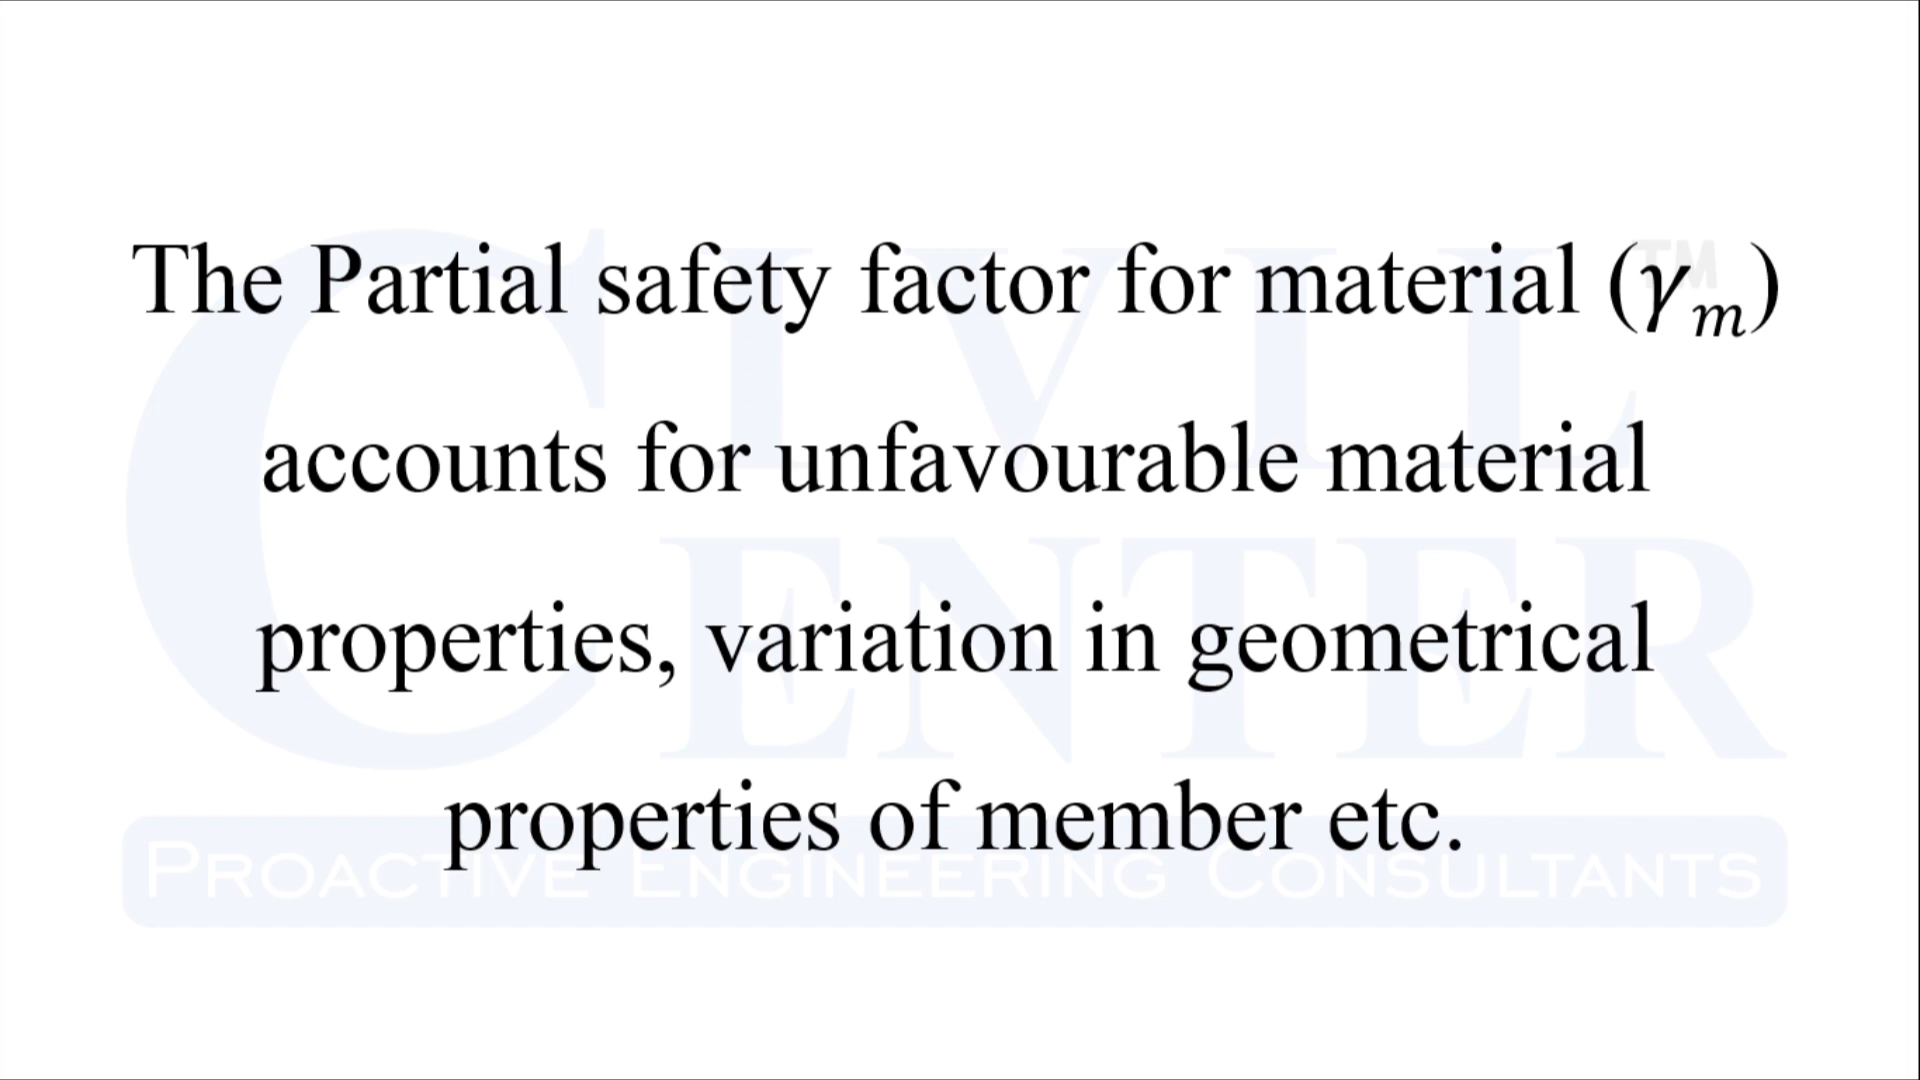 The Partial safety factor for material (γₘ)
accounts for unfavourable material
properties, variation in geometrical
properties of member etc.
CIVIL TM
CENTER
PROACTIVE ENGINEERING CONSULTANTS